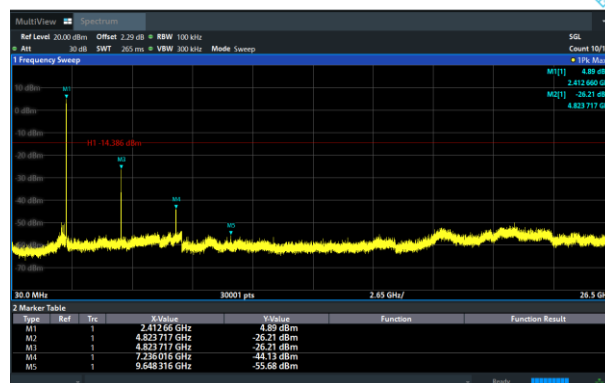 MultiView Spectrum
Ref Level 20.00 dBm Offset 2.29 dB RBW 100 kHz SGL
Att 30 dB SWT 265 ms VBW 300 kHz Mode Sweep Count 10/1
1 Frequency Sweep 1Pk Max
M1[1] 4.89 dB
2.412 660 G
M2[1] -26.21 dB
4.823 717 G
10 dBm
M1
0 dBm
-10 dBm
H1 -14.386 dBm
-20 dBm
M3
-30 dBm
-40 dBm
M4
-50 dBm
M5
-60 dBm
-70 dBm
30.0 MHz 30001 pts 2.65 GHz/ 26.5 GH
2 Marker Table
Type Ref Trc X-Value Y-Value Function Function Result
M1 1 2.412 66 GHz 4.89 dBm
M2 1 4.823 717 GHz -26.21 dBm
M3 1 4.823 717 GHz -26.21 dBm
M4 1 7.236 016 GHz -44.13 dBm
M5 1 9.648 316 GHz -55.68 dBm
Ready